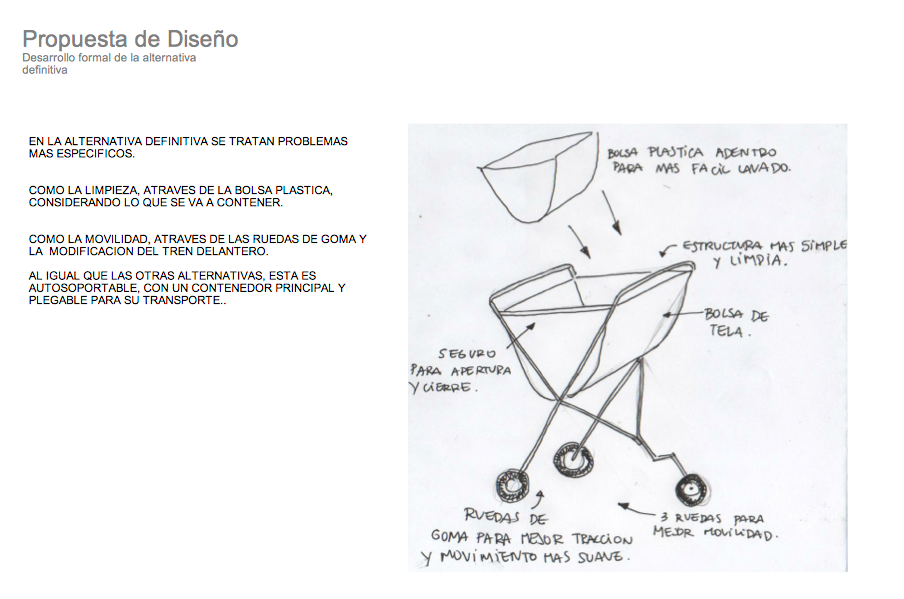 Propuesta de Diseño
Desarrollo formal de la alternativa
definitiva
EN LA ALTERNATIVA DEFINITIVA SE TRATAN PROBLEMAS
MAS ESPECIFICOS.
COMO LA LIMPIEZA, ATRAVES DE LA BOLSA PLASTICA,
CONSIDERANDO LO QUE SE VA A CONTENER.
COMO LA MOVILIDAD, ATRAVES DE LAS RUEDAS DE GOMA Y
LA MODIFICACION DEL TREN DELANTERO.
AL IGUAL QUE LAS OTRAS ALTERNATIVAS, ESTA ES
AUTOSOPORTABLE, CON UN CONTENEDOR PRINCIPAL Y
PLEGABLE PARA SU TRANSPORTE..
BOLSA PLASTICA ADENTRO
PARA MAS FACIL LAVADO.
ESTRUCTURA MAS SIMPLE
Y LIMPIA.
BOLSA DE
TELA.
SEGURO
PARA APERTURA
Y CIERRE.
RUEDAS DE
GOMA PARA MEJOR TRACCION
Y MOVIMIENTO MAS SUAVE.
3 RUEDAS PARA
MEJOR MOVILIDAD.